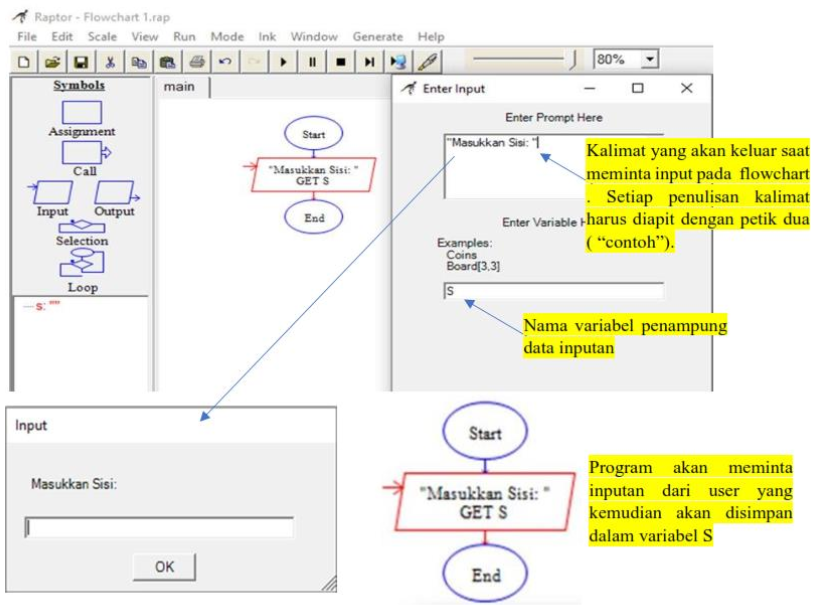 Raptor - Flowchart 1.rap
File Edit Scale View Run Mode Ink Window Generate Help
80%
Symbols
Assignment
Call
Input Output
Selection
Loop
s: ""
main
Start
"Masukkan Sisi: "
GET S
End
Enter Input
Enter Prompt Here
"Masukkan Sisi: "
Enter Variable H
Examples:
Coins
Board[3,3]
S
Kalimat yang akan keluar saat
meminta input pada flowchart
. Setiap penulisan kalimat
harus diapit dengan petik dua
( “contoh”).
Nama variabel penampung
data inputan
Input
Masukkan Sisi:
OK
Start
"Masukkan Sisi: "
GET S
End
Program akan meminta
inputan dari user yang
kemudian akan disimpan
dalam variabel S